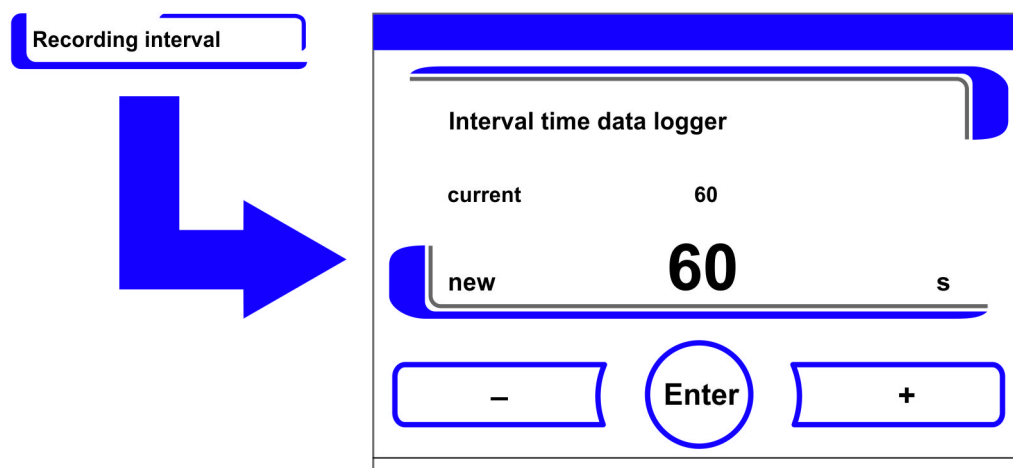 Recording interval
Interval time data logger
current 60
new 60 s
– Enter +